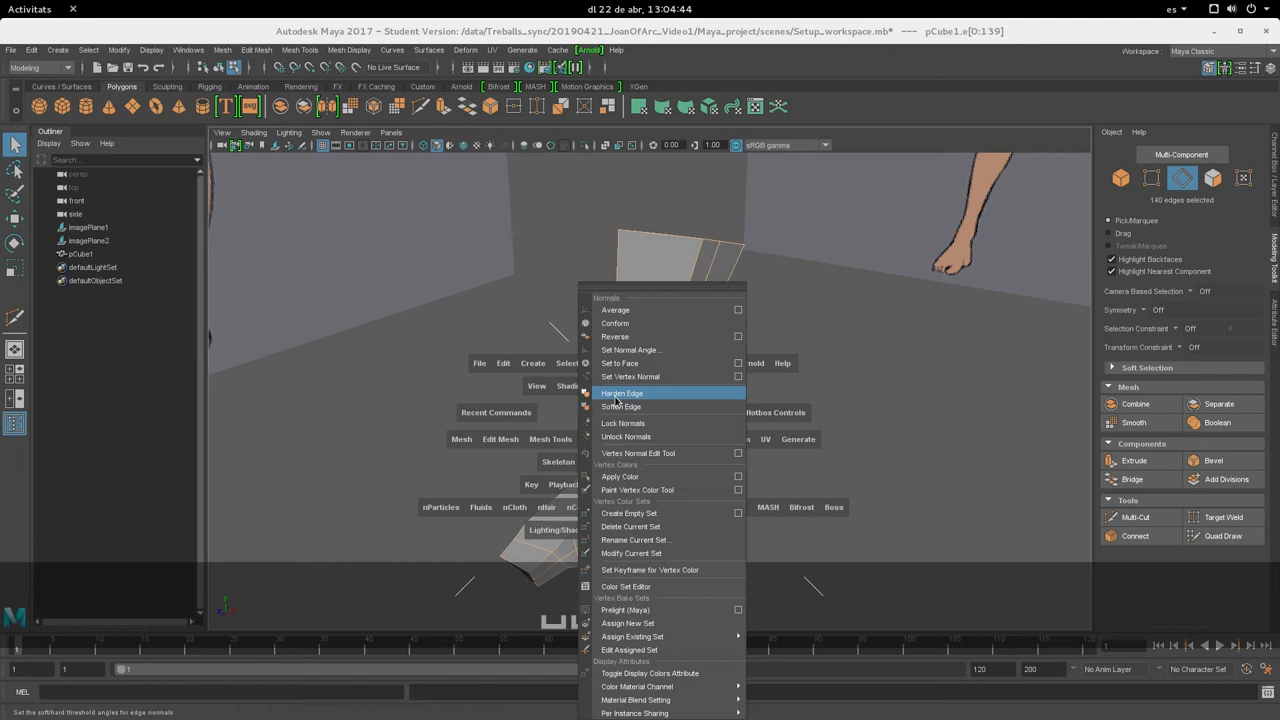 Activitats
dl 22 de abr, 13:04:44
es
Autodesk Maya 2017 - Student Version: /data/Treballs_sync/20190421_JoanOfArc_Video1/Maya_project/scenes/Setup_workspace.mb* --- pCube1.e[0:139]
File Edit Create Select Modify Display Windows Mesh Edit Mesh Mesh Tools Mesh Display Curves Surfaces Deform UV Generate Cache [Arnold] Help
Workspace : Maya Classic
Modeling
No Live Surface
Curves / Surfaces Polygons Sculpting Rigging Animation Rendering FX FX Caching Custom Arnold Bifrost MASH Motion Graphics XGen
Outliner
Display Show Help
Search...
persp
top
front
side
imagePlane1
imagePlane2
pCube1
defaultLightSet
defaultObjectSet
View Shading Lighting Show Renderer Panels
0.00 1.00 sRGB gamma
Normals
Average
Conform
Reverse
Set Normal Angle...
Set to Face
Set Vertex Normal
Harden Edge
Soften Edge
Lock Normals
Unlock Normals
Vertex Normal Edit Tool
Vertex Colors
Apply Color
Paint Vertex Color Tool
Vertex Color Sets
Create Empty Set
Delete Current Set
Rename Current Set...
Modify Current Set
Set Keyframe for Vertex Color
Color Set Editor
Vertex Bake Sets
Prelight (Maya)
Assign New Set
Assign Existing Set
Edit Assigned Set
Display Attributes
Toggle Display Colors Attribute
Color Material Channel
Material Blend Setting
Per Instance Sharing
File Edit Create Help
View
Recent Commands
Hotbox Controls
Mesh Edit Mesh Mesh Tools UV Generate
Skeleton
Key
nParticles Fluids nHair MASH Bifrost Boss
Object Help
Multi-Component
140 edges selected
Pick/Marquee
Drag
Tweak/Marquee
Highlight Backfaces
Highlight Nearest Component
Camera Based Selection Off
Symmetry Off
Selection Constraint Off
Transform Constraint Off
Soft Selection
Mesh
Combine Separate
Smooth Boolean
Components
Extrude Bevel
Bridge Add Divisions
Tools
Multi-Cut Target Weld
Connect Quad Draw
Channel Box / Layer Editor
Modeling Toolkit
Attribute Editor
1 1 1 120 200 No Anim Layer No Character Set
MEL
Set the soft/hard threshold angles for edge normals